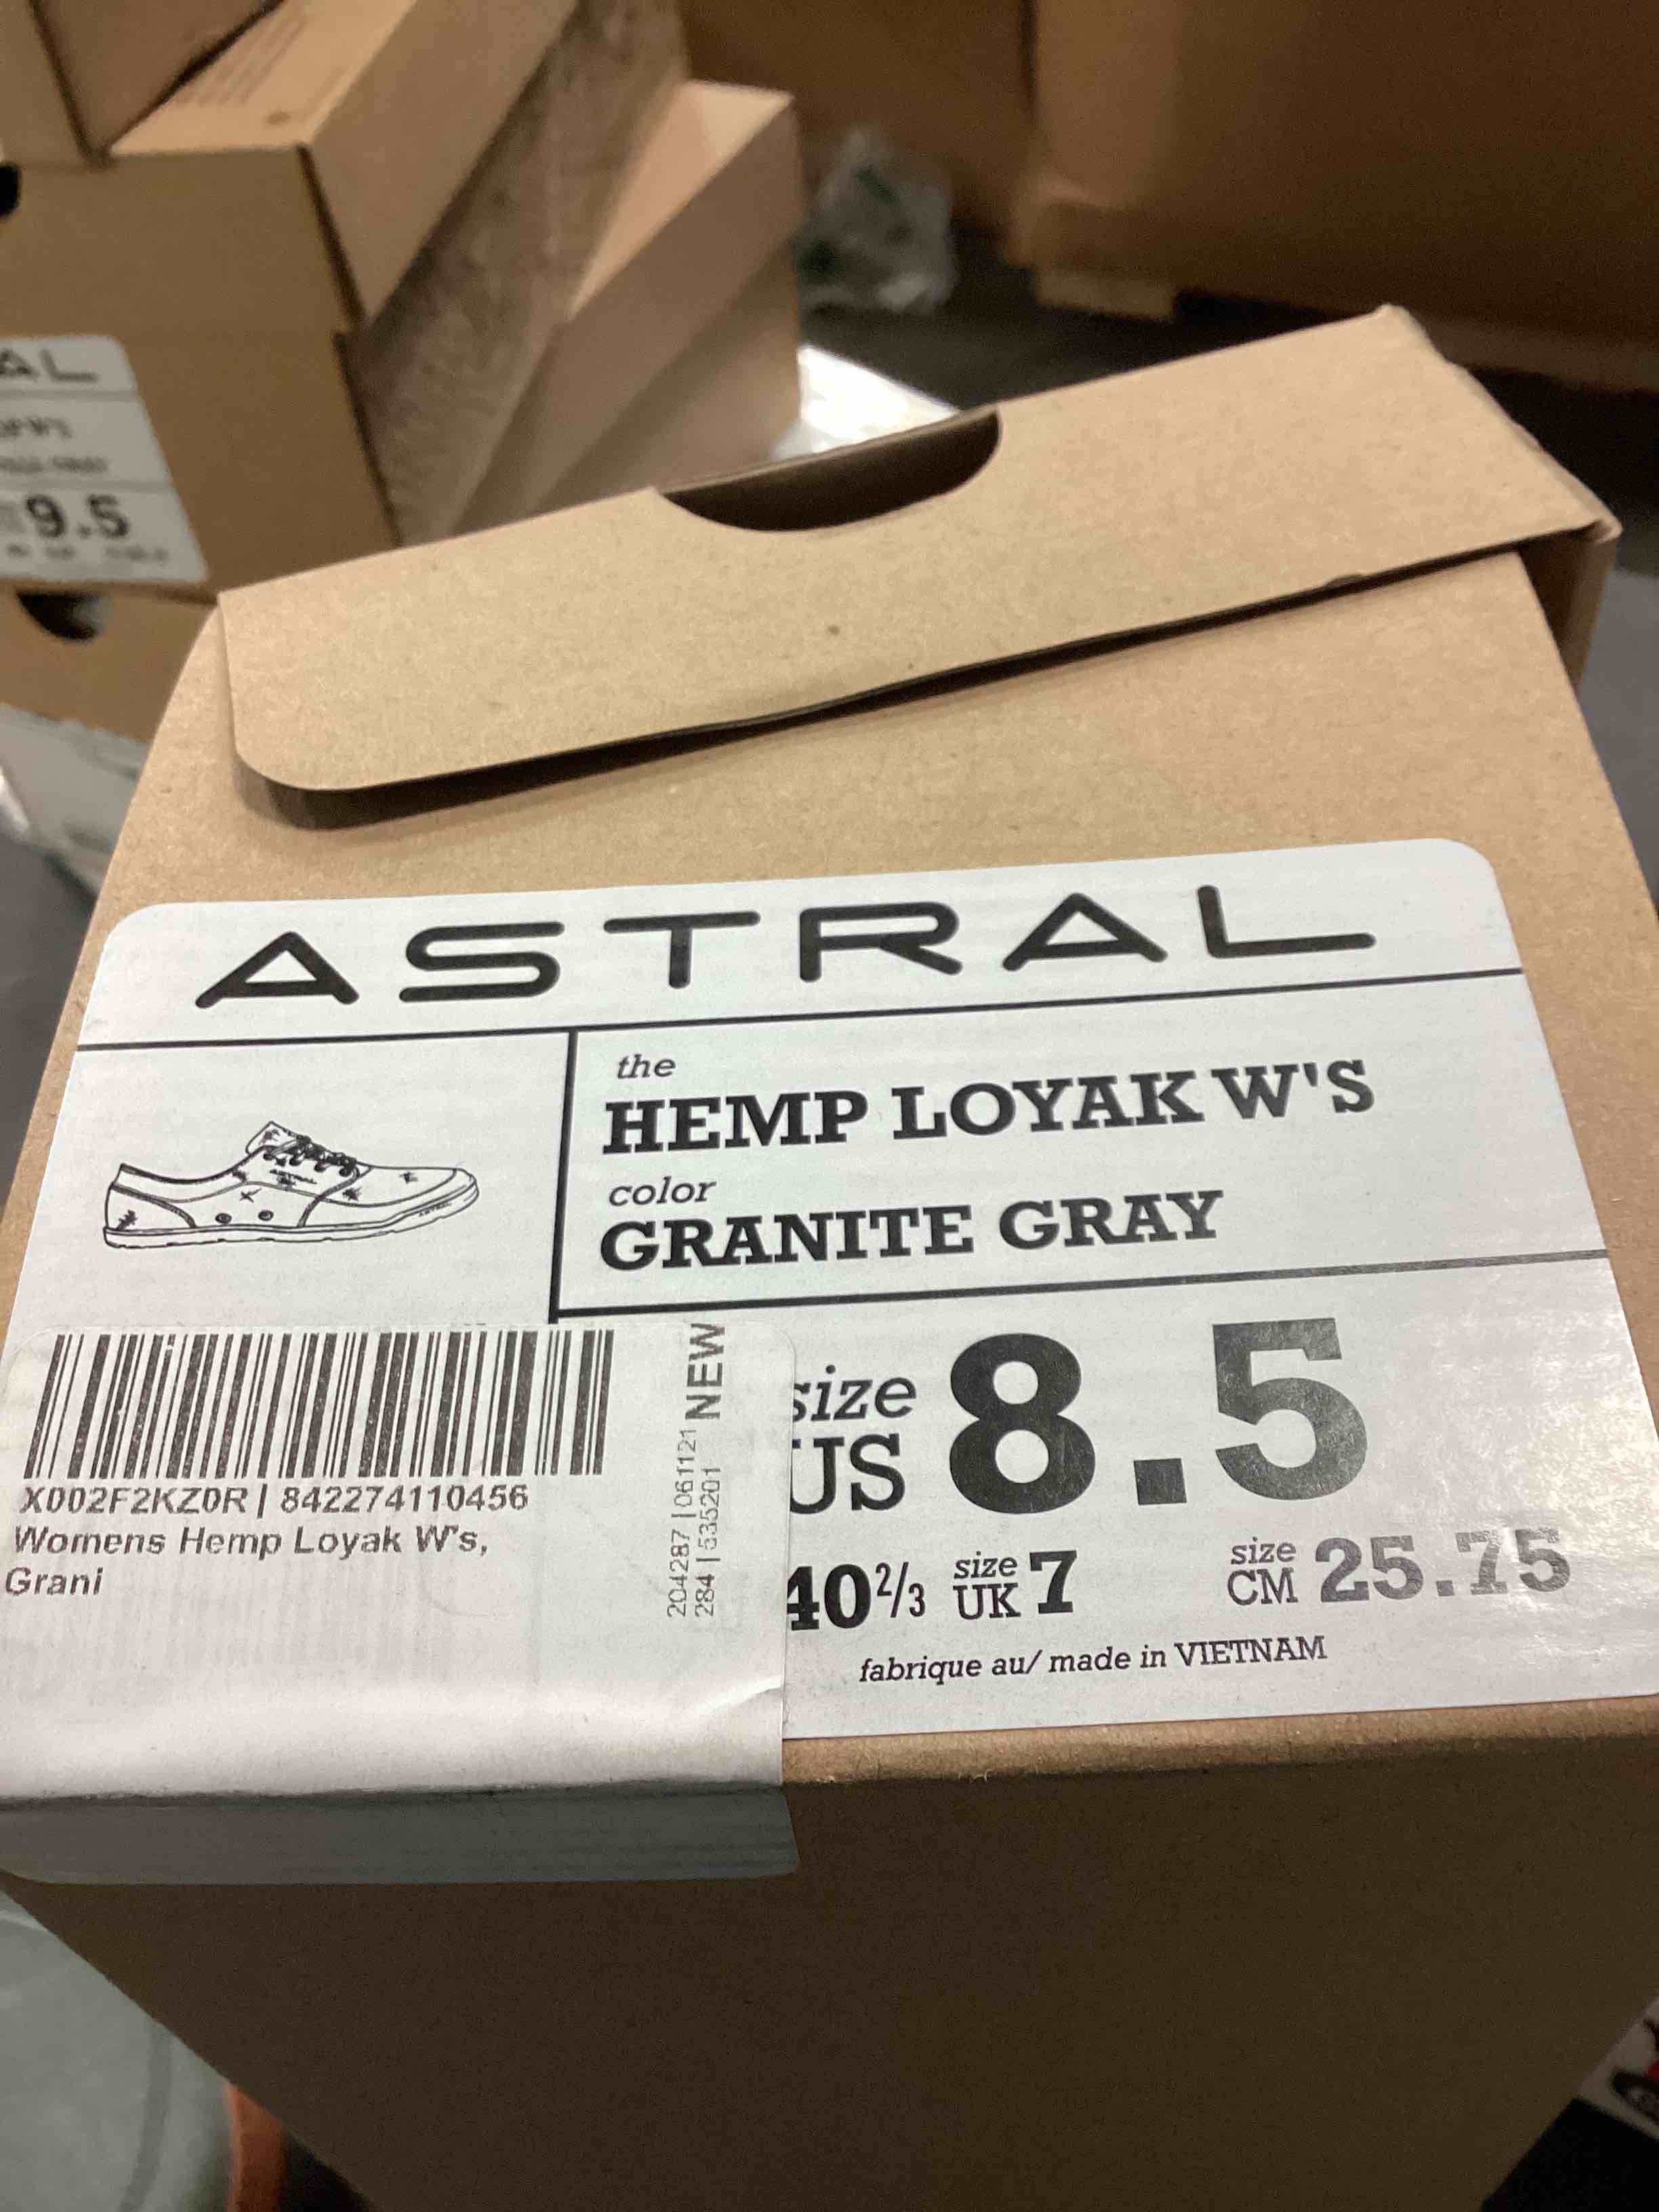 AL
9.5
ASTRAL
the
HEMP LOYAK W'S
color
GRANITE GRAY
size
US 8.5
40⅔ size UK 7 size CM 25.75
fabrique au/ made in VIETNAM
X002F2KZ0R | 842274110456
Womens Hemp Loyak W's,
Grani
204287 | 061121 NEW
284 | 535201